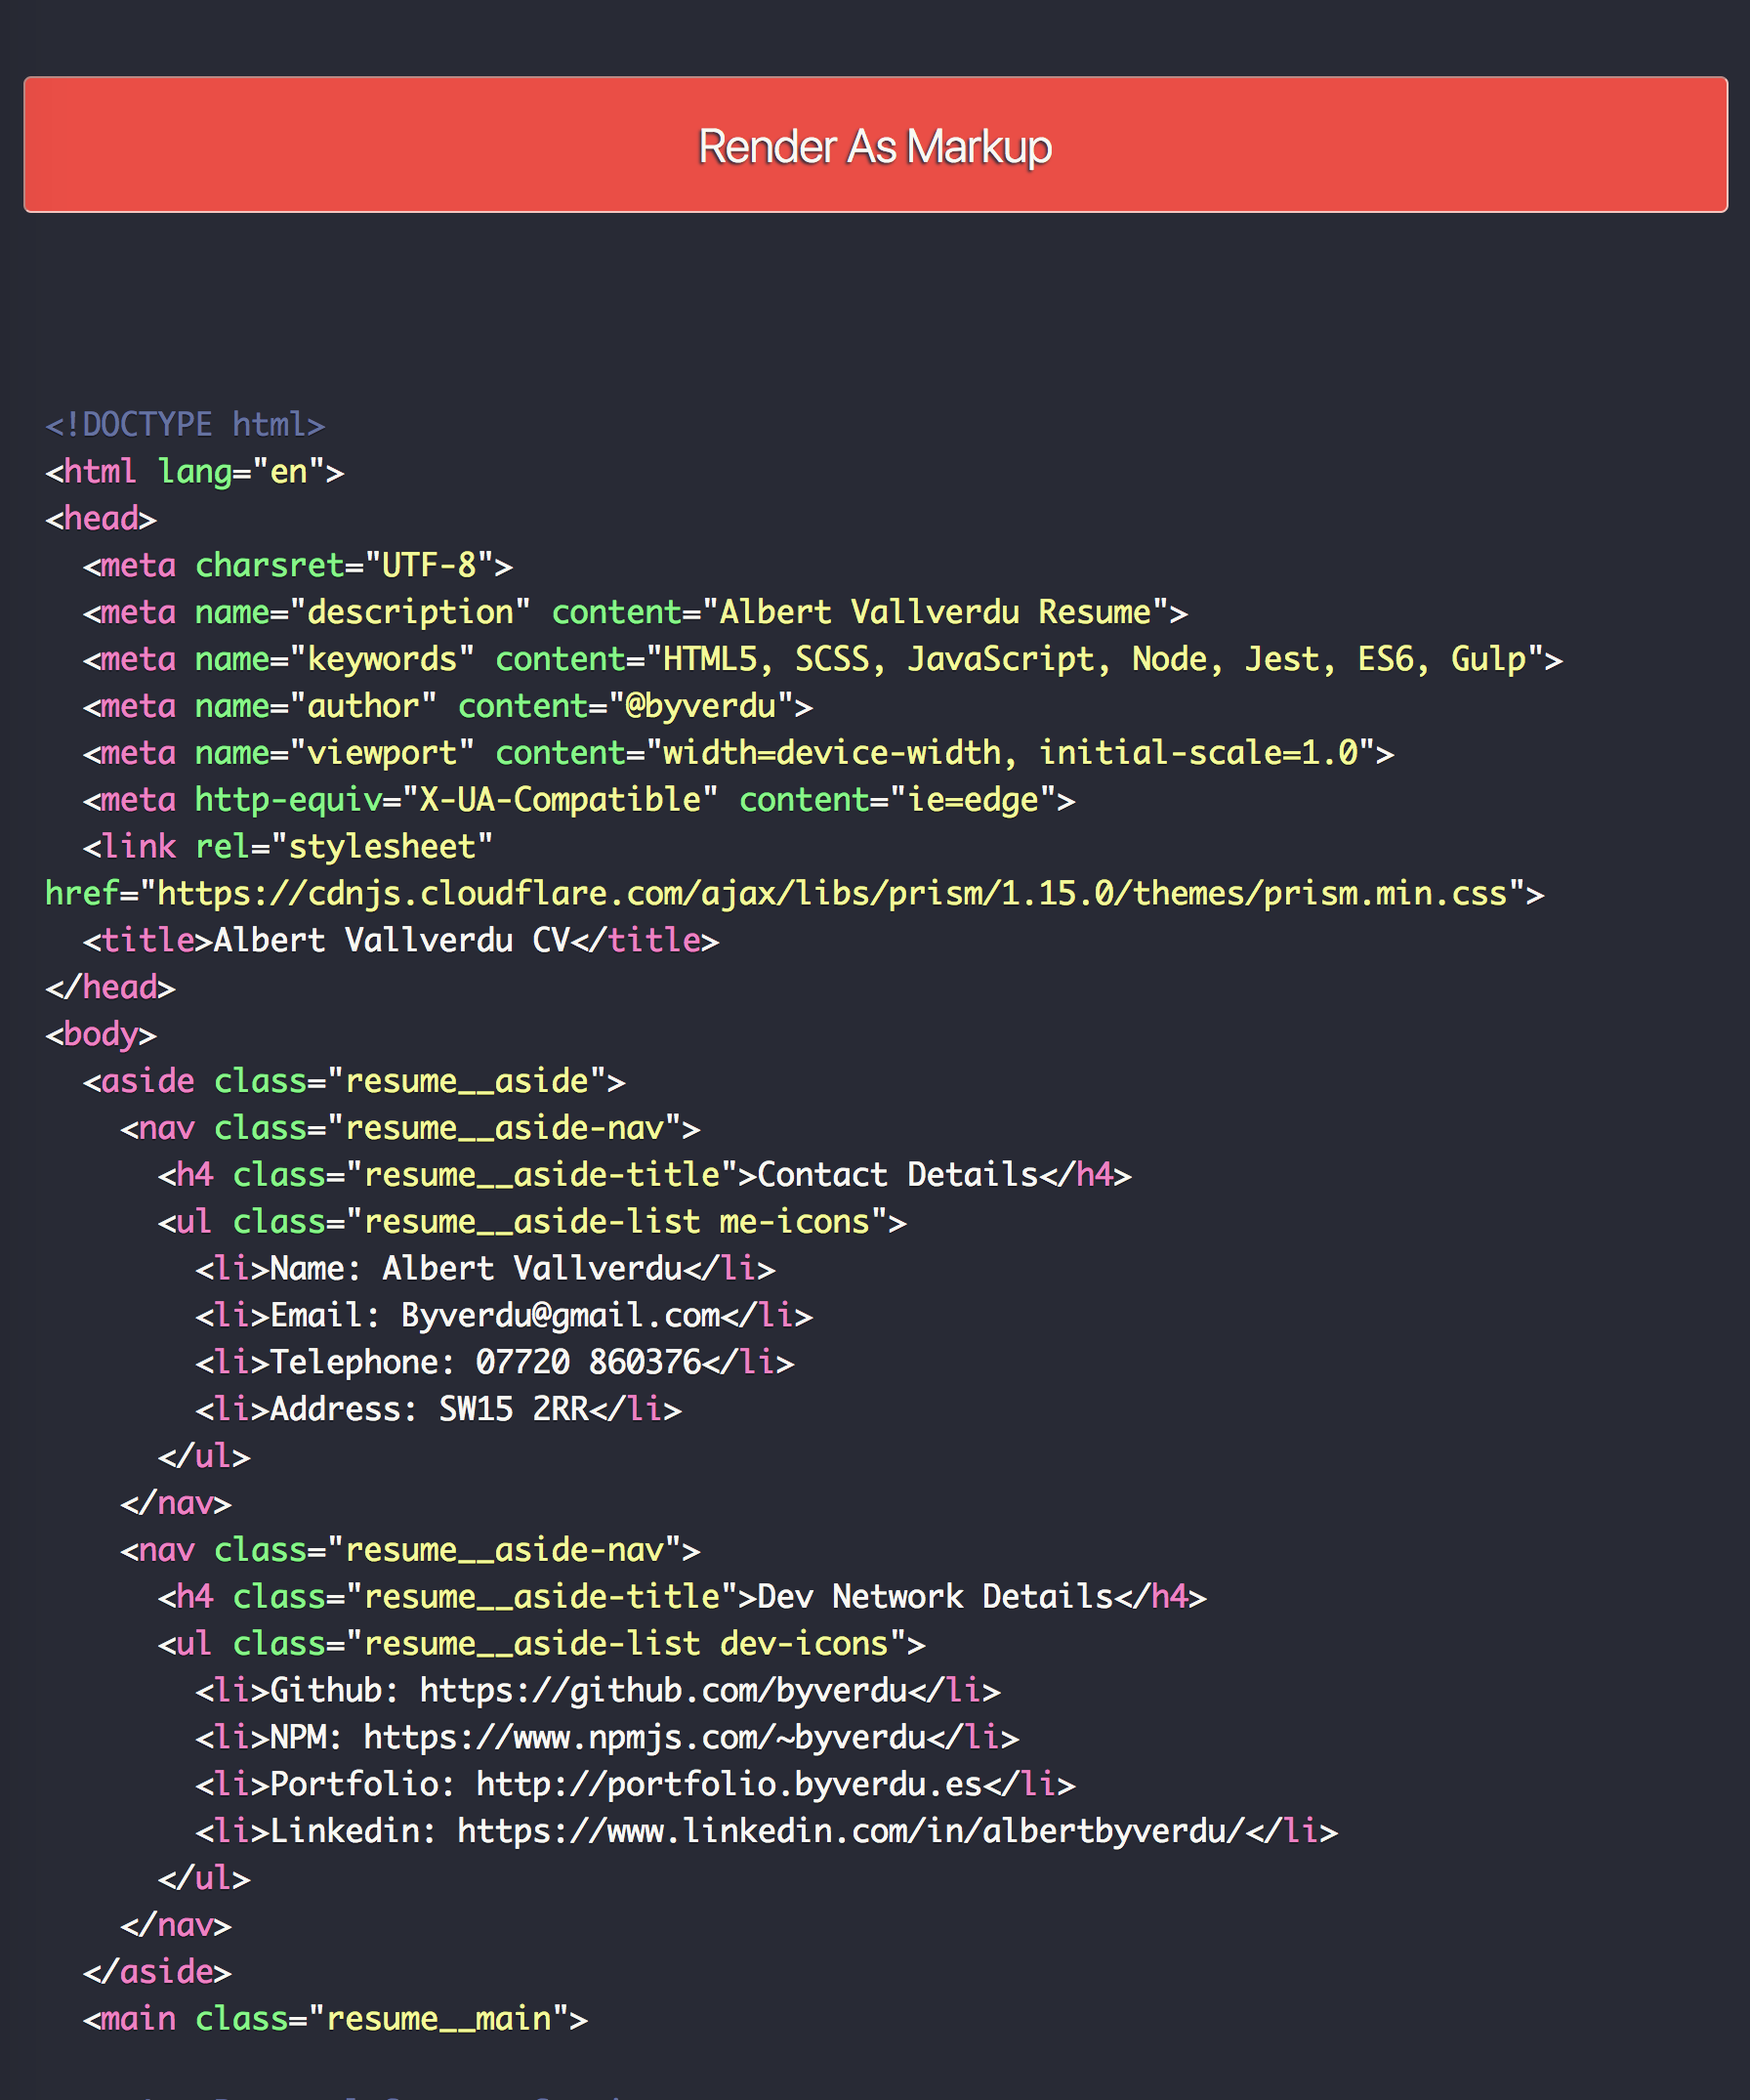 Render As Markup
<!DOCTYPE html>
<html lang="en">
<head>
  <meta charsret="UTF-8">
  <meta name="description" content="Albert Vallverdu Resume">
  <meta name="keywords" content="HTML5, SCSS, JavaScript, Node, Jest, ES6, Gulp">
  <meta name="author" content="@byverdu">
  <meta name="viewport" content="width=device-width, initial-scale=1.0">
  <meta http-equiv="X-UA-Compatible" content="ie=edge">
  <link rel="stylesheet"
href="https://cdnjs.cloudflare.com/ajax/libs/prism/1.15.0/themes/prism.min.css">
  <title>Albert Vallverdu CV</title>
</head>
<body>
  <aside class="resume__aside">
    <nav class="resume__aside-nav">
      <h4 class="resume__aside-title">Contact Details</h4>
      <ul class="resume__aside-list me-icons">
        <li>Name: Albert Vallverdu</li>
        <li>Email: Byverdu@gmail.com</li>
        <li>Telephone: 07720 860376</li>
        <li>Address: SW15 2RR</li>
      </ul>
    </nav>
    <nav class="resume__aside-nav">
      <h4 class="resume__aside-title">Dev Network Details</h4>
      <ul class="resume__aside-list dev-icons">
        <li>Github: https://github.com/byverdu</li>
        <li>NPM: https://www.npmjs.com/~byverdu</li>
        <li>Portfolio: http://portfolio.byverdu.es</li>
        <li>Linkedin: https://www.linkedin.com/in/albertbyverdu/</li>
      </ul>
    </nav>
  </aside>
  <main class="resume__main">